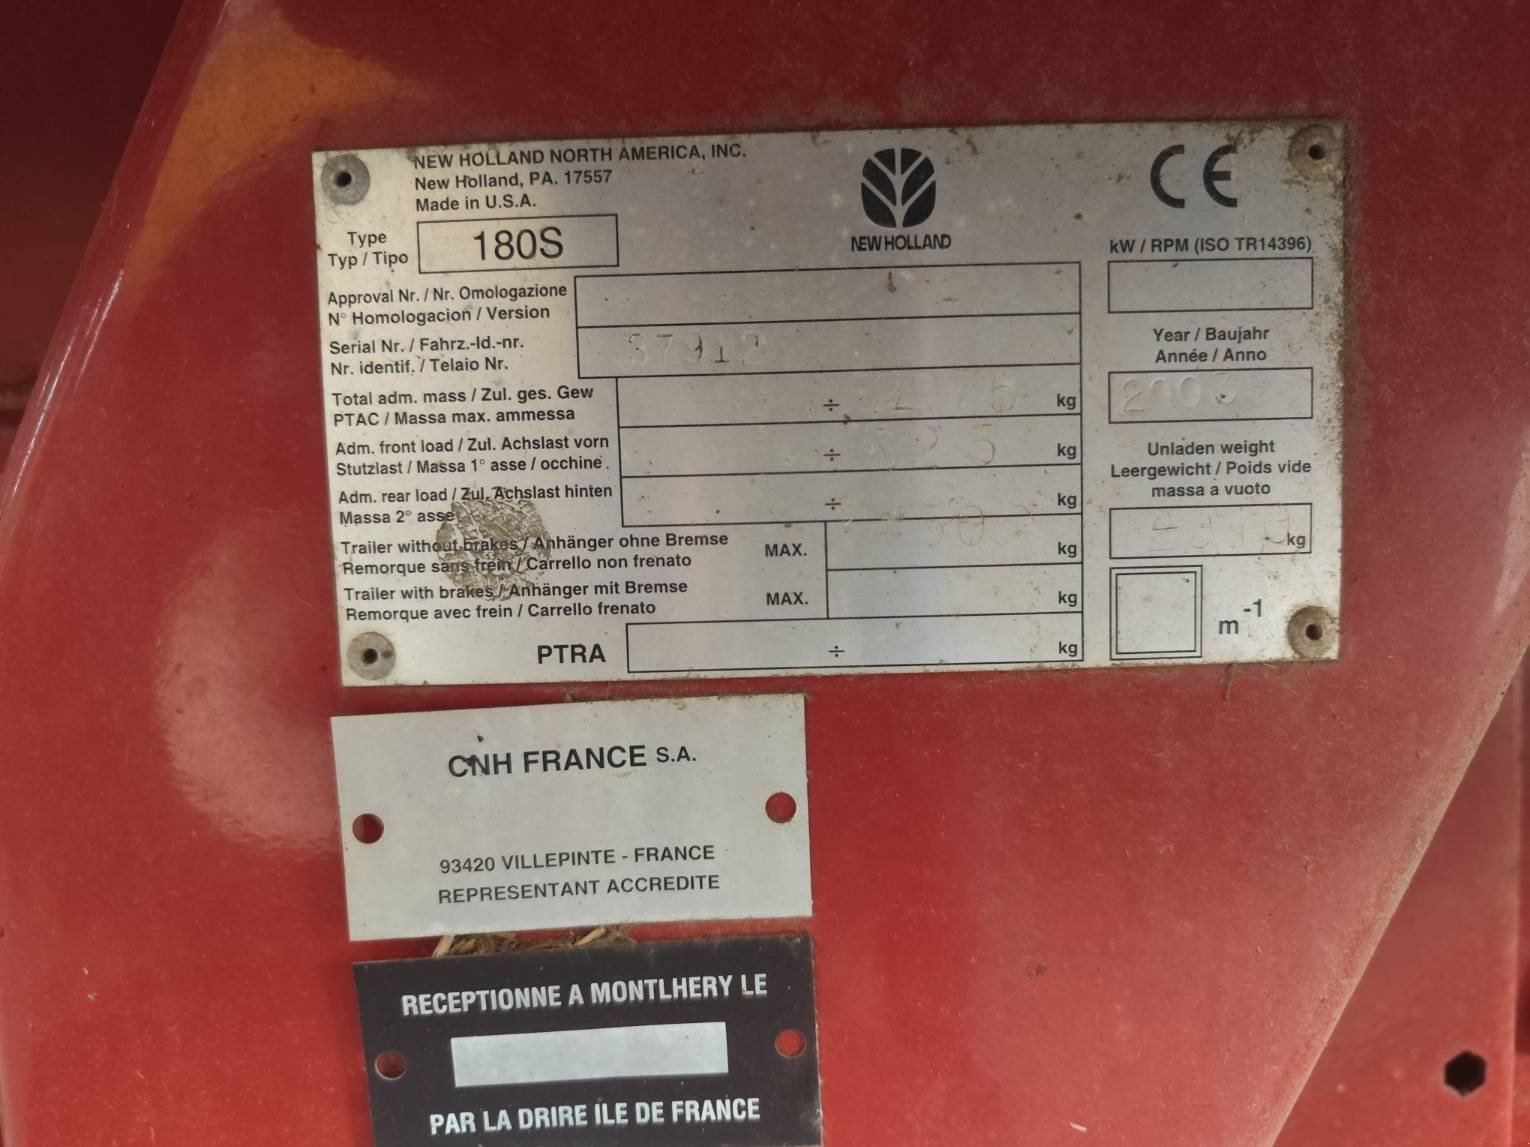 NEW HOLLAND NORTH AMERICA, INC.
New Holland, PA. 17557
Made in U.S.A.
Type
Typ / Tipo
180S
NEW HOLLAND
CE
kW / RPM (ISO TR14396)
Approval Nr. / Nr. Omologazione
N° Homologacion / Version
Serial Nr. / Fahrz.-Id.-nr.
Nr. identif. / Telaio Nr.
37912
Year / Baujahr
Année / Anno
Total adm. mass / Zul. ges. Gew
PTAC / Massa max. ammessa
÷ kg
Adm. front load / Zul. Achslast vorn
Stutzlast / Massa 1° asse / occhine .
÷ kg
Unladen weight
Leergewicht / Poids vide
massa a vuoto
kg
Adm. rear load / Zul. Achslast hinten
Massa 2° asse
÷ kg
Trailer without brakes / Anhänger ohne Bremse
Remorque sans frein / Carrello non frenato
MAX. kg
Trailer with brakes / Anhänger mit Bremse
Remorque avec frein / Carrello frenato
MAX. kg
PTRA ÷ kg
m -1
CNH FRANCE S.A.
93420 VILLEPINTE - FRANCE
REPRESENTANT ACCREDITE
RECEPTIONNE A MONTLHERY LE
PAR LA DRIRE ILE DE FRANCE